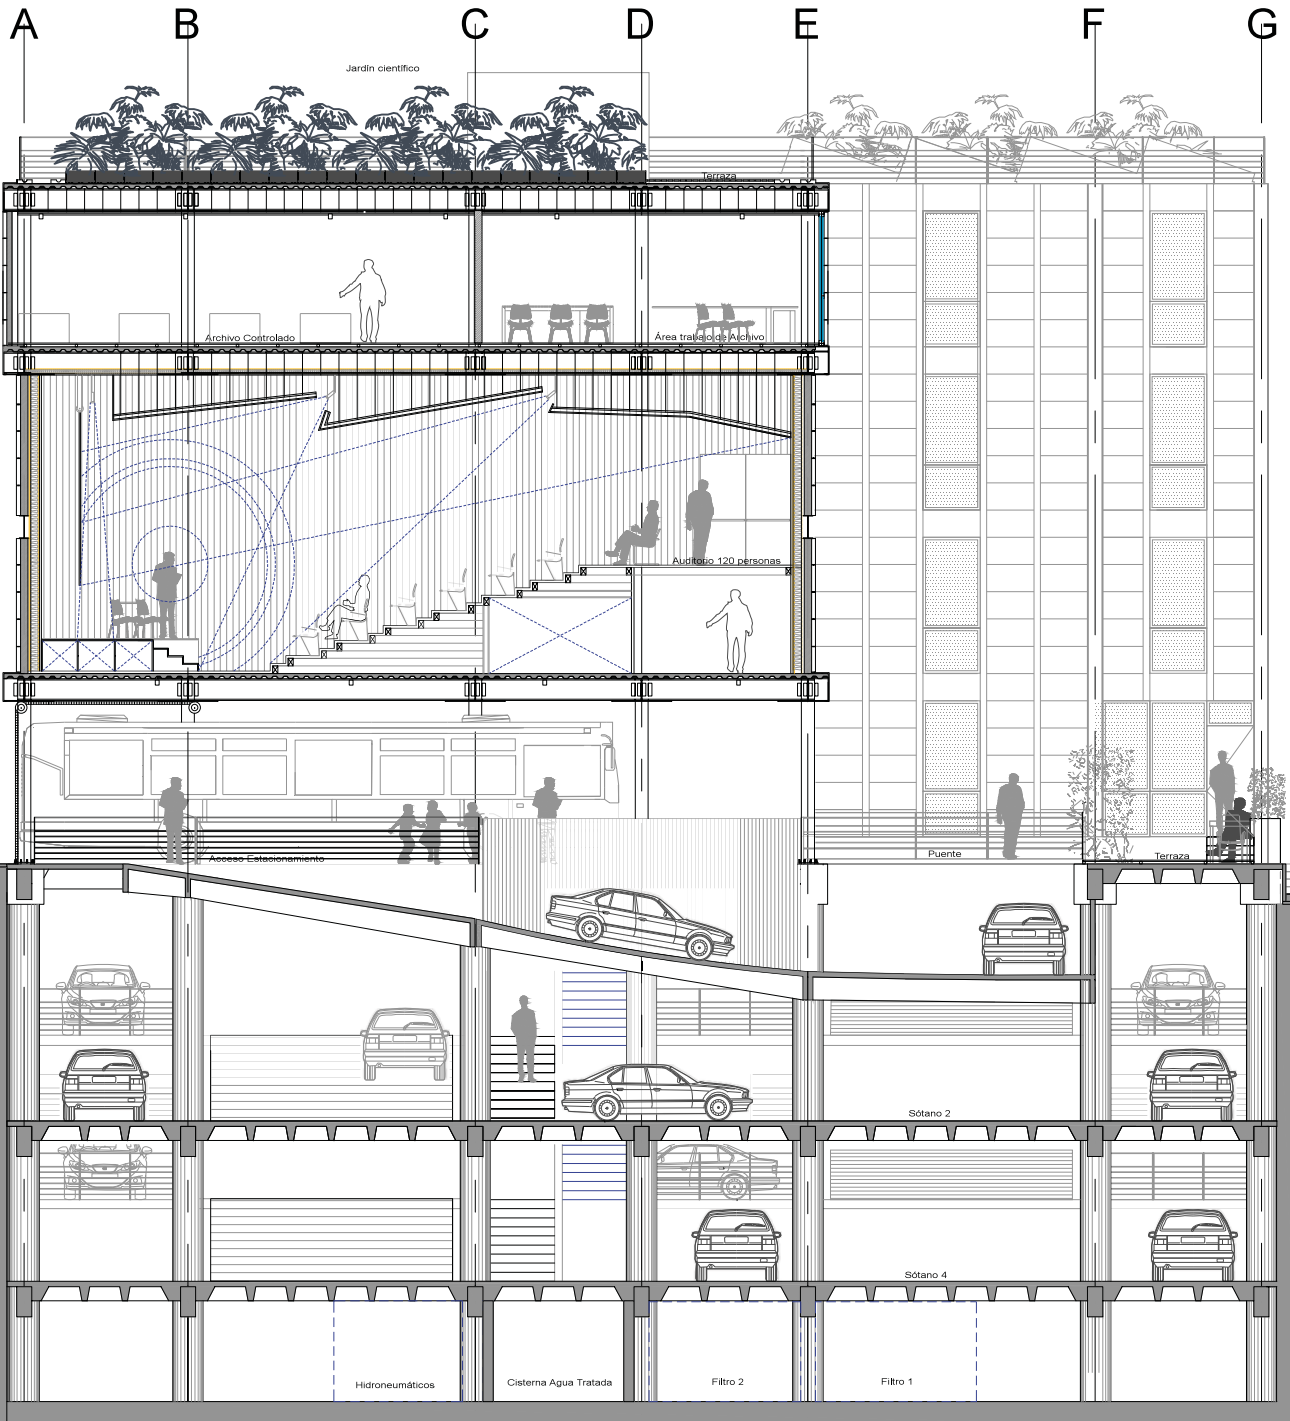 A B C D E F G
Jardín científico
Terraza
Archivo Controlado
Área trabajo de Archivo
Auditorio 120 personas
Acceso Estacionamiento
Puente
Terraza
Sótano 2
Sótano 4
Hidroneumáticos
Cisterna Agua Tratada
Filtro 2
Filtro 1